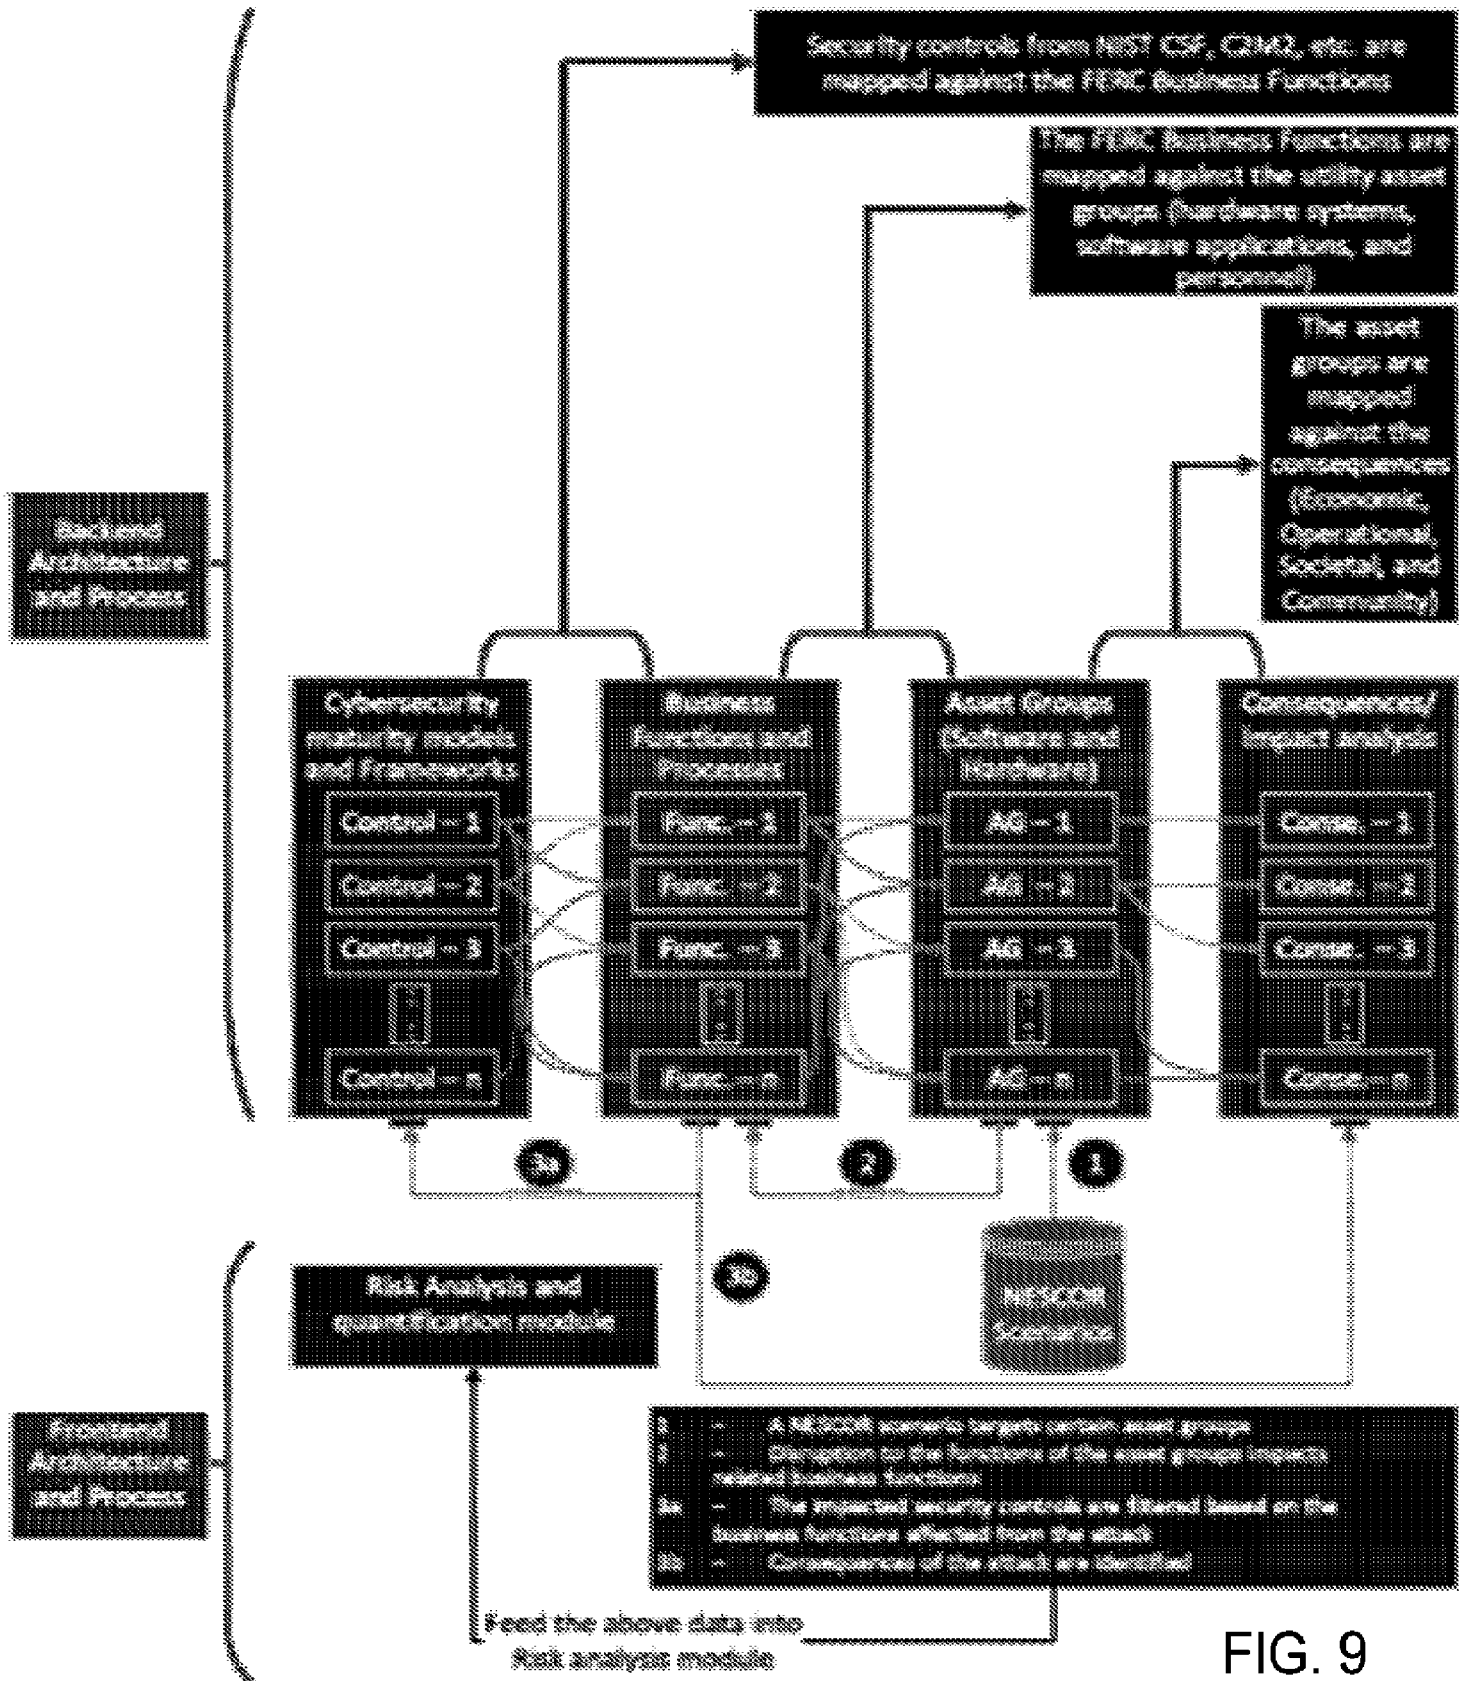 Security controls from NIST CSF, C2M2, etc. are
mapped against the FERC Business Functions
The FERC Business Functions are
mapped against the utility asset
groups (hardware systems,
software applications, and
personnel)
The asset
groups are
mapped
against the
consequences
(Economic,
Operational,
Societal, and
Community)
Backend
Architecture
and Process
Cybersecurity
maturity models
and Frameworks
Control - 1
Control - 2
Control - 3
Control - n
Business
Functions and
Processes
Func. - 1
Func. - 2
Func. - 3
Func. - n
Asset Groups
(Software and
Hardware)
AG - 1
AG - 2
AG - 3
AG - n
Consequences/
Impact analysis
Conse. - 1
Conse. - 2
Conse. - 3
Conse. - n
3a
2
1
3b
NESCOR
Scenarios
Risk Analysis and
quantification module
Frontend
Architecture
and Process
1 - A NESCOR scenario targets certain asset groups
2 - Disruption to the functions of the asset groups impacts
related business functions
3a - The impacted security controls are filtered based on the
business functions affected from the attack
3b - Consequences of the attack are identified
Feed the above data into
Risk analysis module
FIG. 9